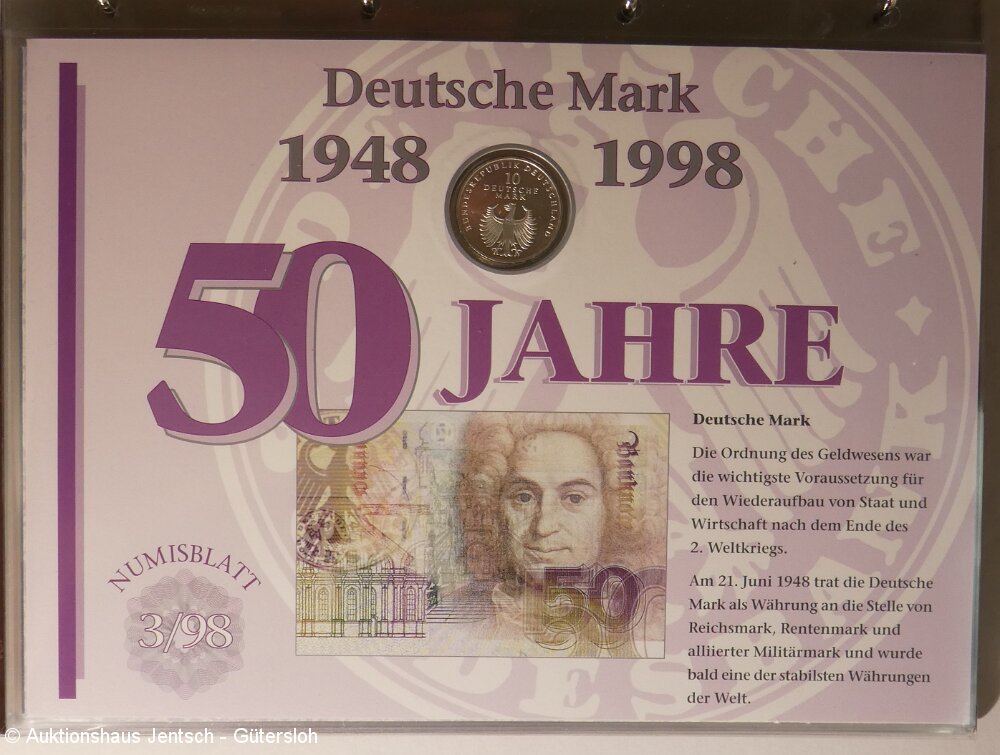 Deutsche Mark
1948 1998
BUNDESREPUBLIK DEUTSCHLAND
10
DEUTSCHE
MARK
50 JAHRE
50
Deutsche Mark
Die Ordnung des Geldwesens war
die wichtigste Voraussetzung für
den Wiederaufbau von Staat und
Wirtschaft nach dem Ende des
2. Weltkriegs.
Am 21. Juni 1948 trat die Deutsche
Mark als Währung an die Stelle von
Reichsmark, Rentenmark und
alliierter Militärmark und wurde
bald eine der stabilsten Währungen
der Welt.
NUMISBLATT
3/98
© Auktionshaus Jentsch - Gütersloh